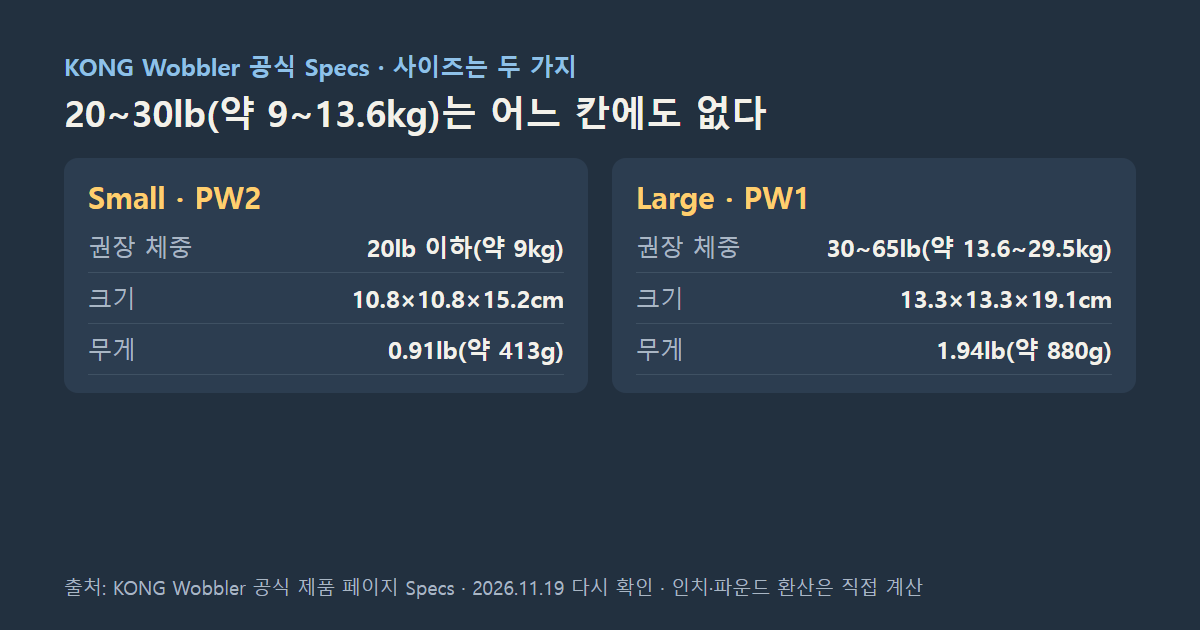 KONG Wobbler 공식 Specs · 사이즈는 두 가지
20~30lb(약 9~13.6kg)는 어느 칸에도 없다
Small · PW2
권장 체중 20lb 이하(약 9kg)
크기 10.8×10.8×15.2cm
무게 0.91lb(약 413g)
Large · PW1
권장 체중 30~65lb(약 13.6~29.5kg)
크기 13.3×13.3×19.1cm
무게 1.94lb(약 880g)
출처: KONG Wobbler 공식 제품 페이지 Specs · 2026.11.19 다시 확인 · 인치·파운드 환산은 직접 계산